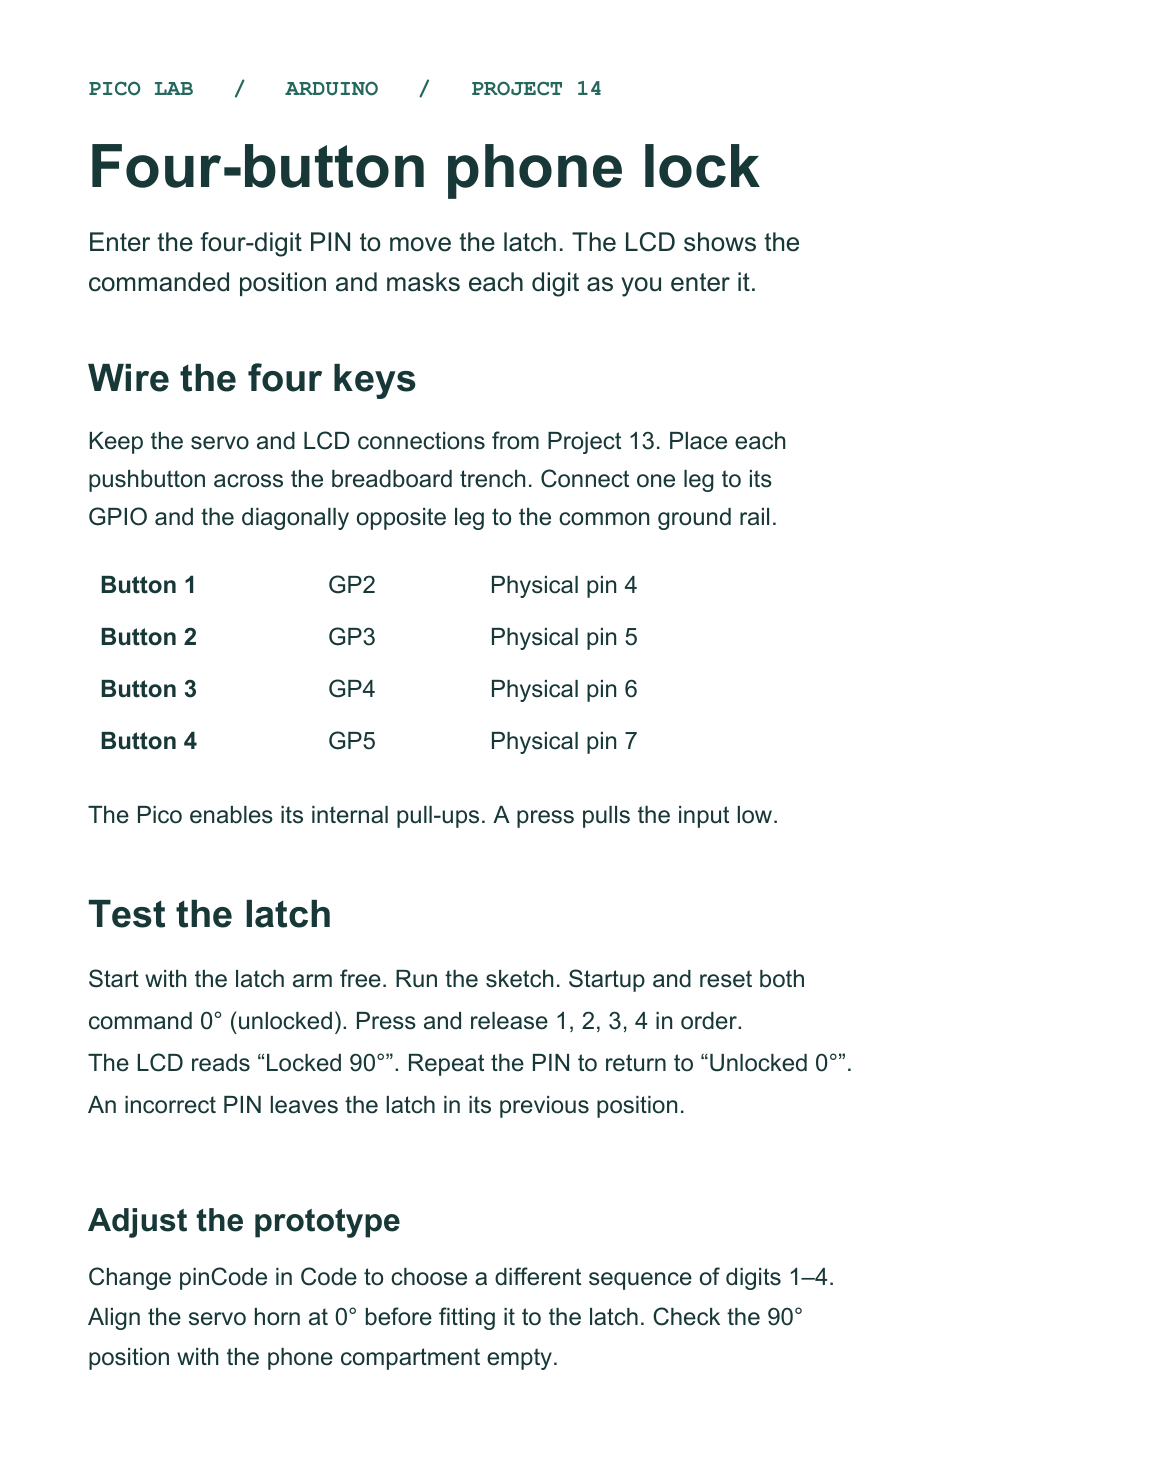 PICO LAB / ARDUINO / PROJECT 14
Four-button phone lock
Enter the four-digit PIN to move the latch. The LCD shows the
commanded position and masks each digit as you enter it.
Wire the four keys
Keep the servo and LCD connections from Project 13. Place each
pushbutton across the breadboard trench. Connect one leg to its
GPIO and the diagonally opposite leg to the common ground rail.
Button 1 GP2 Physical pin 4
Button 2 GP3 Physical pin 5
Button 3 GP4 Physical pin 6
Button 4 GP5 Physical pin 7
The Pico enables its internal pull-ups. A press pulls the input low.
Test the latch
Start with the latch arm free. Run the sketch. Startup and reset both
command 0° (unlocked). Press and release 1, 2, 3, 4 in order.
The LCD reads “Locked 90°”. Repeat the PIN to return to “Unlocked 0°”.
An incorrect PIN leaves the latch in its previous position.
Adjust the prototype
Change pinCode in Code to choose a different sequence of digits 1–4.
Align the servo horn at 0° before fitting it to the latch. Check the 90°
position with the phone compartment empty.